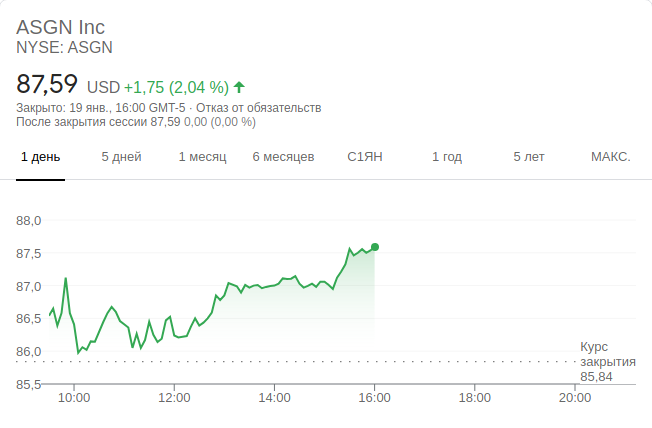 ASGN Inc
NYSE: ASGN
87,59 USD +1,75 (2,04 %)
Закрыто: 19 янв., 16:00 GMT-5 · Отказ от обязательств
После закрытия сессии 87,59 0,00 (0,00 %)
1 день 5 дней 1 месяц 6 месяцев С1ЯН 1 год 5 лет МАКС.
88,0
87,5
87,0
86,5
86,0
85,5
Курс
закрытия
85,84
10:00 12:00 14:00 16:00 18:00 20:00